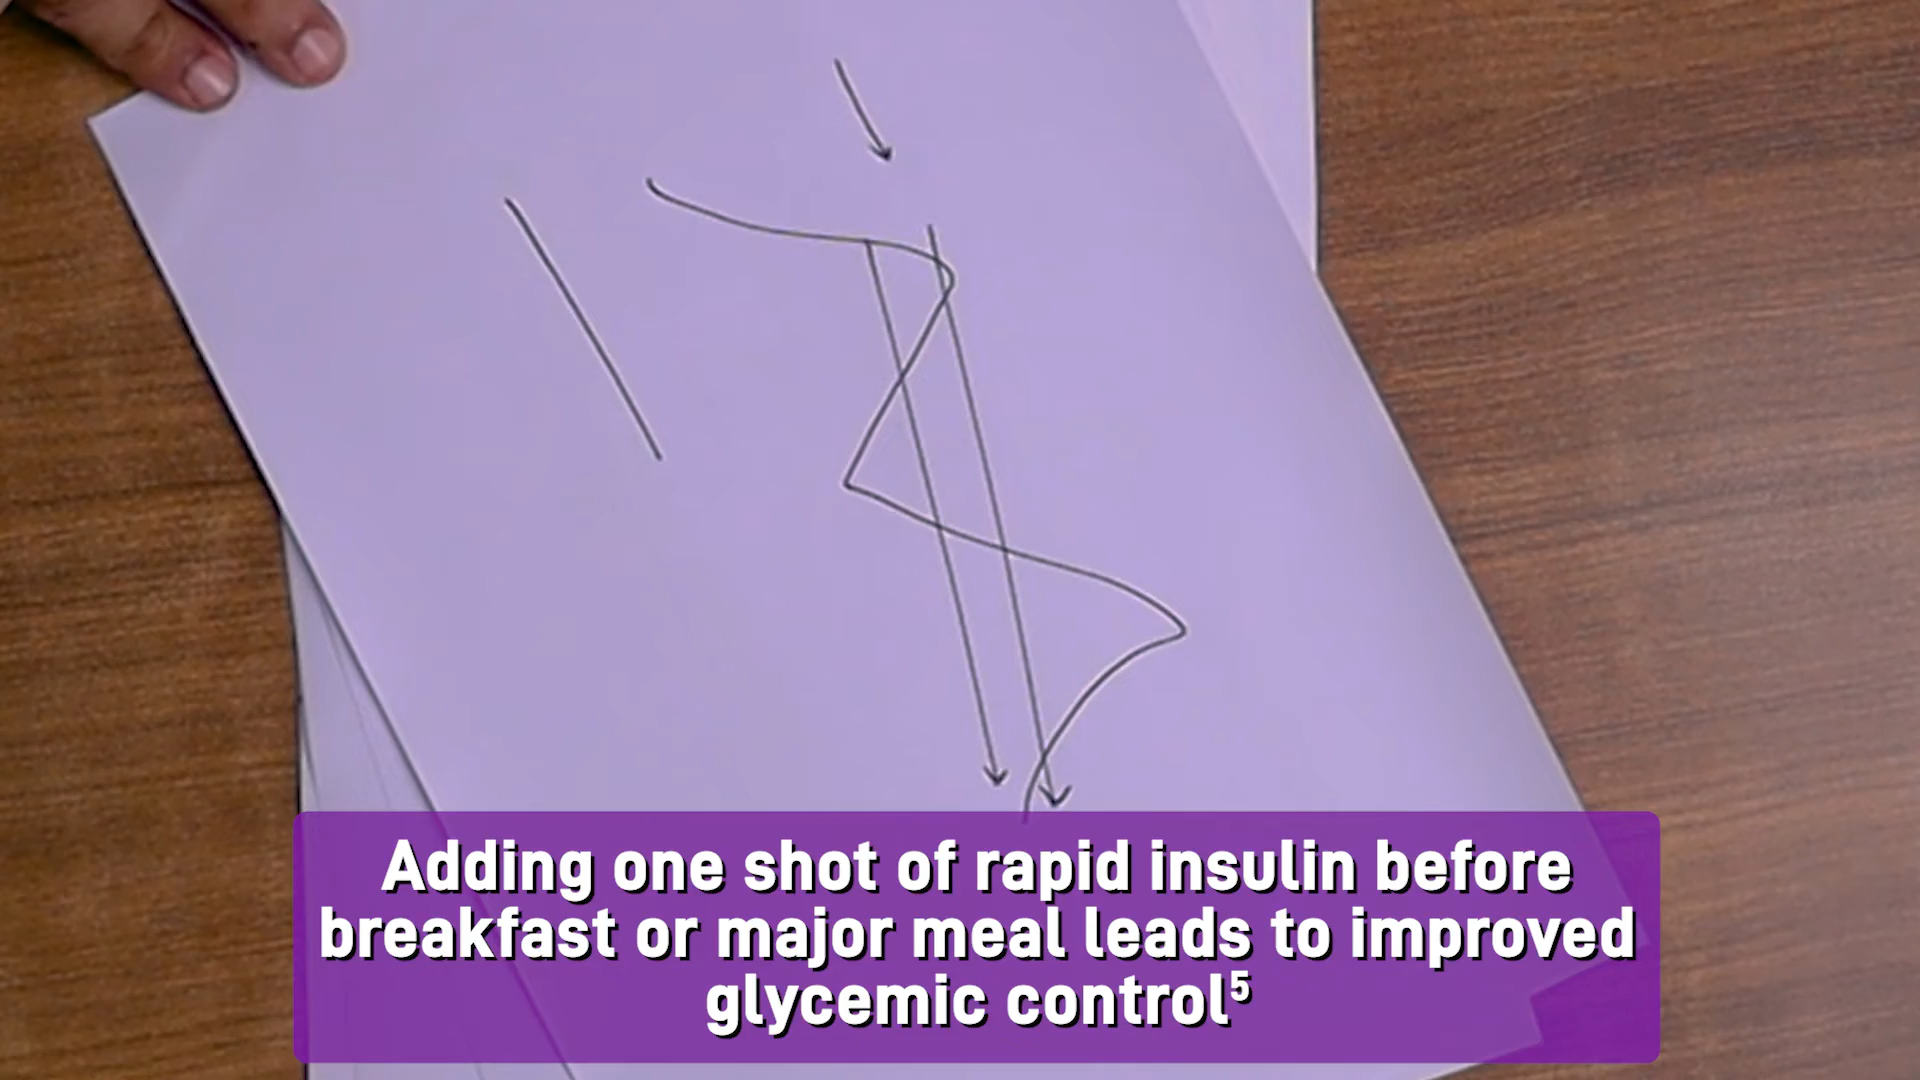 Adding one shot of rapid insulin before
breakfast or major meal leads to improved
glycemic control⁵